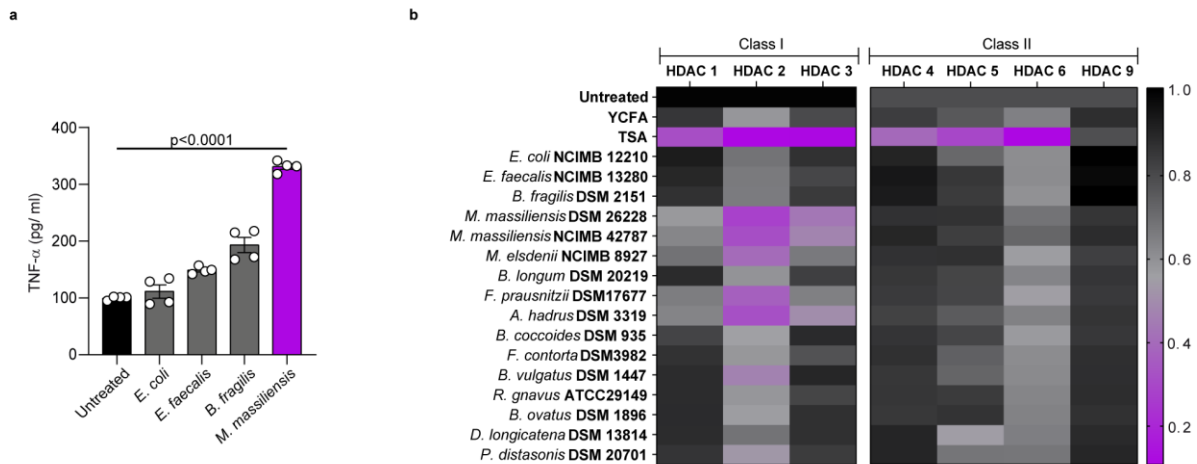 a
TNF-α (pg/ ml)
400
300
200
100
0
p<0.0001
Untreated
E. coli
E. faecalis
B. fragilis
M. massiliensis
b
Class I
Class II
HDAC 1 HDAC 2 HDAC 3
HDAC 4 HDAC 5 HDAC 6 HDAC 9
Untreated
YCFA
TSA
E. coli NCIMB 12210
E. faecalis NCIMB 13280
B. fragilis DSM 2151
M. massiliensis DSM 26228
M. massiliensis NCIMB 42787
M. elsdenii NCIMB 8927
B. longum DSM 20219
F. prausnitzii DSM17677
A. hadrus DSM 3319
B. coccoides DSM 935
F. contorta DSM3982
B. vulgatus DSM 1447
R. gnavus ATCC29149
B. ovatus DSM 1896
D. longicatena DSM 13814
P. distasonis DSM 20701
1.0
0.8
0.6
0.4
0.2